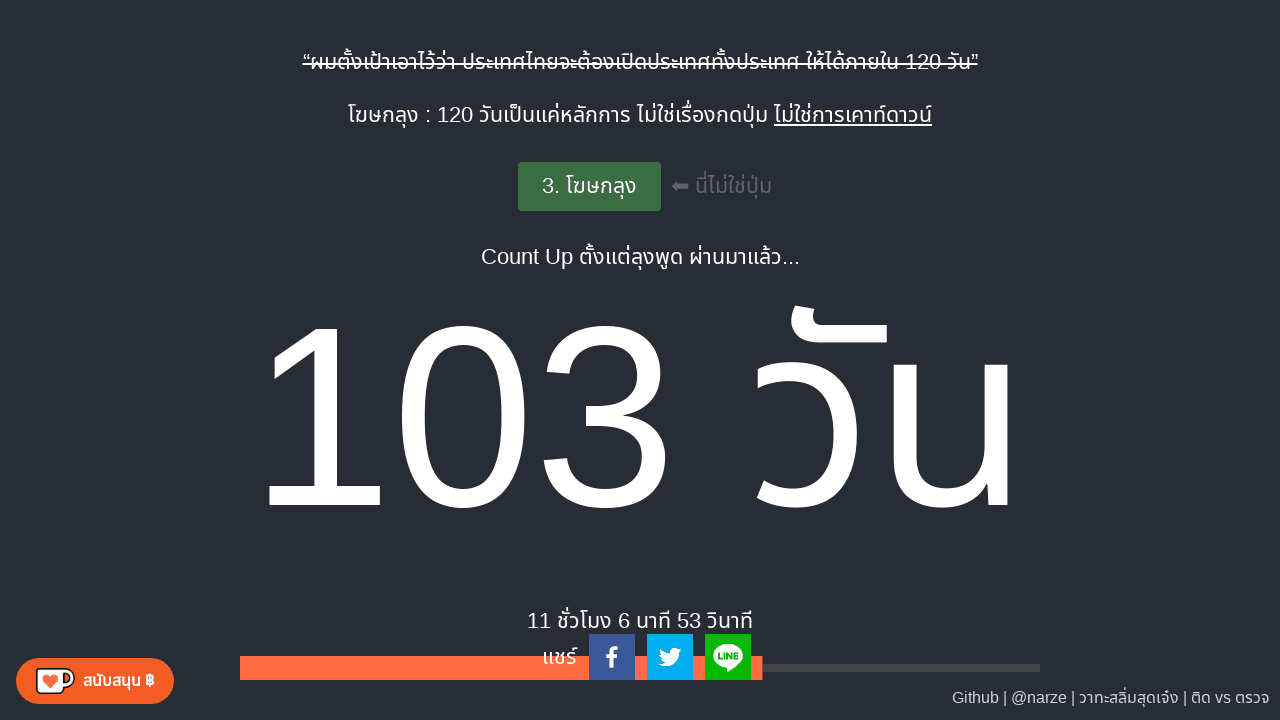 “ผมตั้งเป้าเอาไว้ว่า ประเทศไทยจะต้องเปิดประเทศทั้งประเทศ ให้ได้ภายใน 120 วัน”
โฆษกลุง : 120 วันเป็นแค่หลักการ ไม่ใช่เรื่องกดปุ่ม ไม่ใช่การเคาท์ดาวน์
3. โฆษกลุง ⬅ นี่ไม่ใช่ปุ่ม
Count Up ตั้งแต่ลุงพูด ผ่านมาแล้ว...
103 วัน
11 ชั่วโมง 6 นาที 53 วินาที
แชร์
LINE
สนับสนุน ฿
Github | @narze | วาทะสลิ่มสุดเจ๋ง | ติด vs ตรวจ